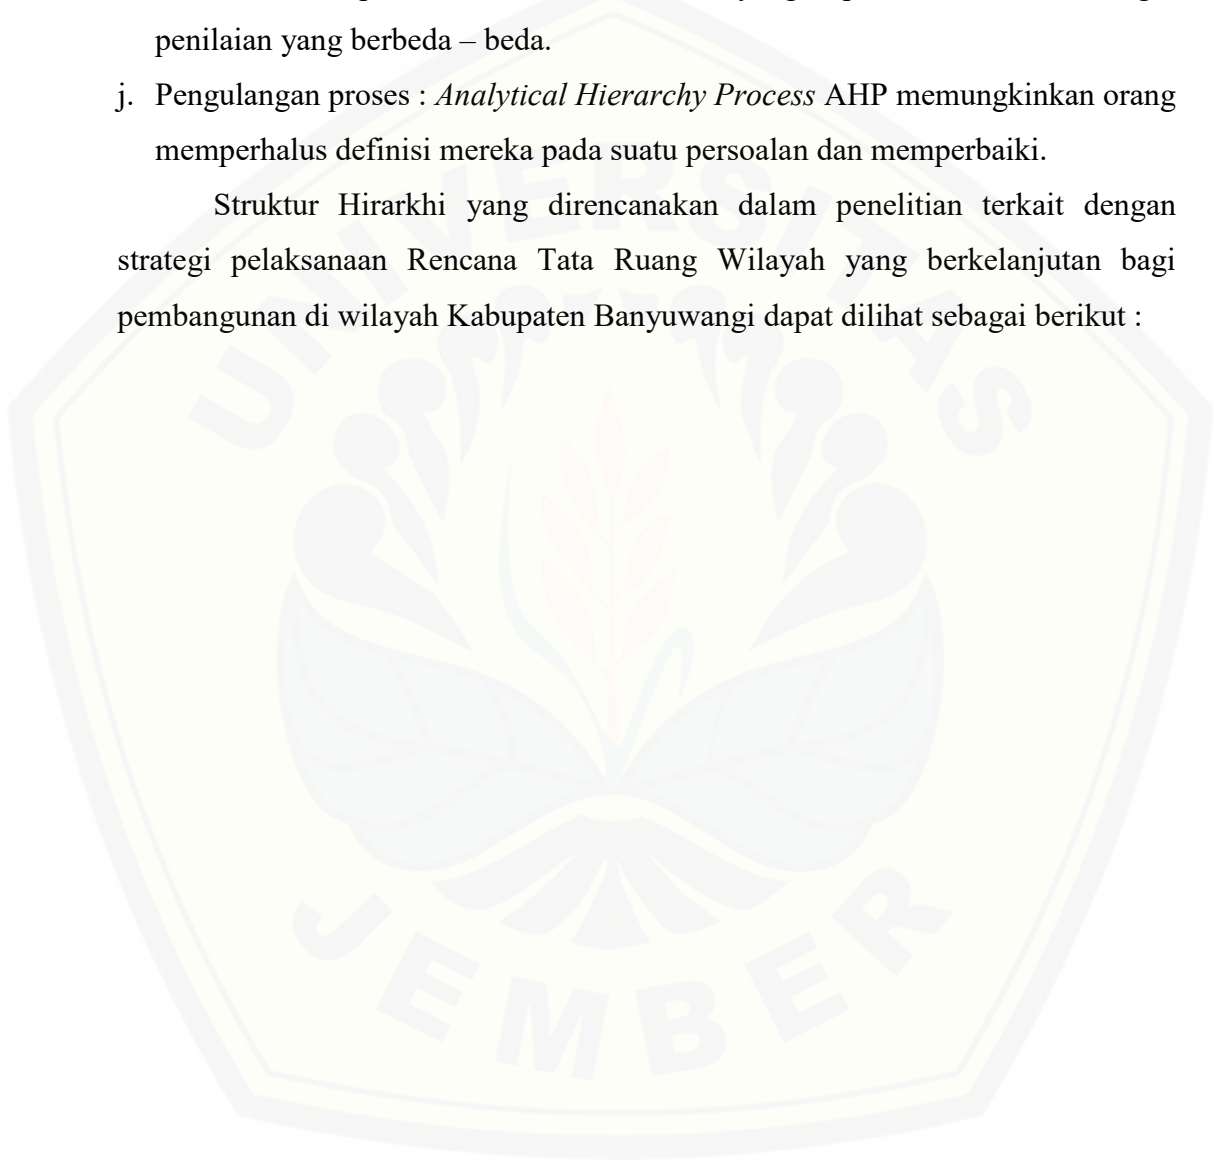 penilaian yang berbeda – beda.
j. Pengulangan proses : Analytical Hierarchy Process AHP memungkinkan orang
memperhalus definisi mereka pada suatu persoalan dan memperbaiki.
Struktur Hirarkhi yang direncanakan dalam penelitian terkait dengan
strategi pelaksanaan Rencana Tata Ruang Wilayah yang berkelanjutan bagi
pembangunan di wilayah Kabupaten Banyuwangi dapat dilihat sebagai berikut :
UNIVERSITAS
JEMBER